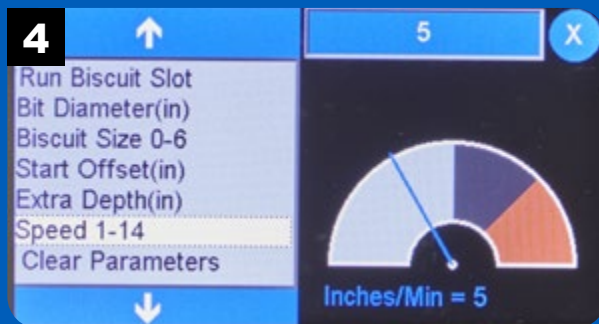 4
5
X
Run Biscuit Slot
Bit Diameter(in)
Biscuit Size 0-6
Start Offset(in)
Extra Depth(in)
Speed 1-14
Clear Parameters
Inches/Min = 5